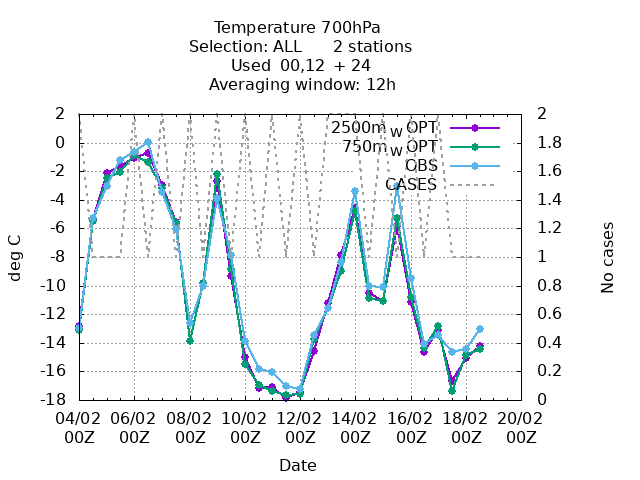 Temperature 700hPa
Selection: ALL 2 stations
Used 00,12 + 24
Averaging window: 12h
2 2
0 1.8
-2 1.6
-4 1.4
-6 1.2
-8 1
-10 0.8
-12 0.6
-14 0.4
-16 0.2
-18 0
2500m_w OPT
750m_w OPT
OBS
CASES
deg C
No cases
04/02 06/02 08/02 10/02 12/02 14/02 16/02 18/02 20/02
00Z 00Z 00Z 00Z 00Z 00Z 00Z 00Z 00Z
Date